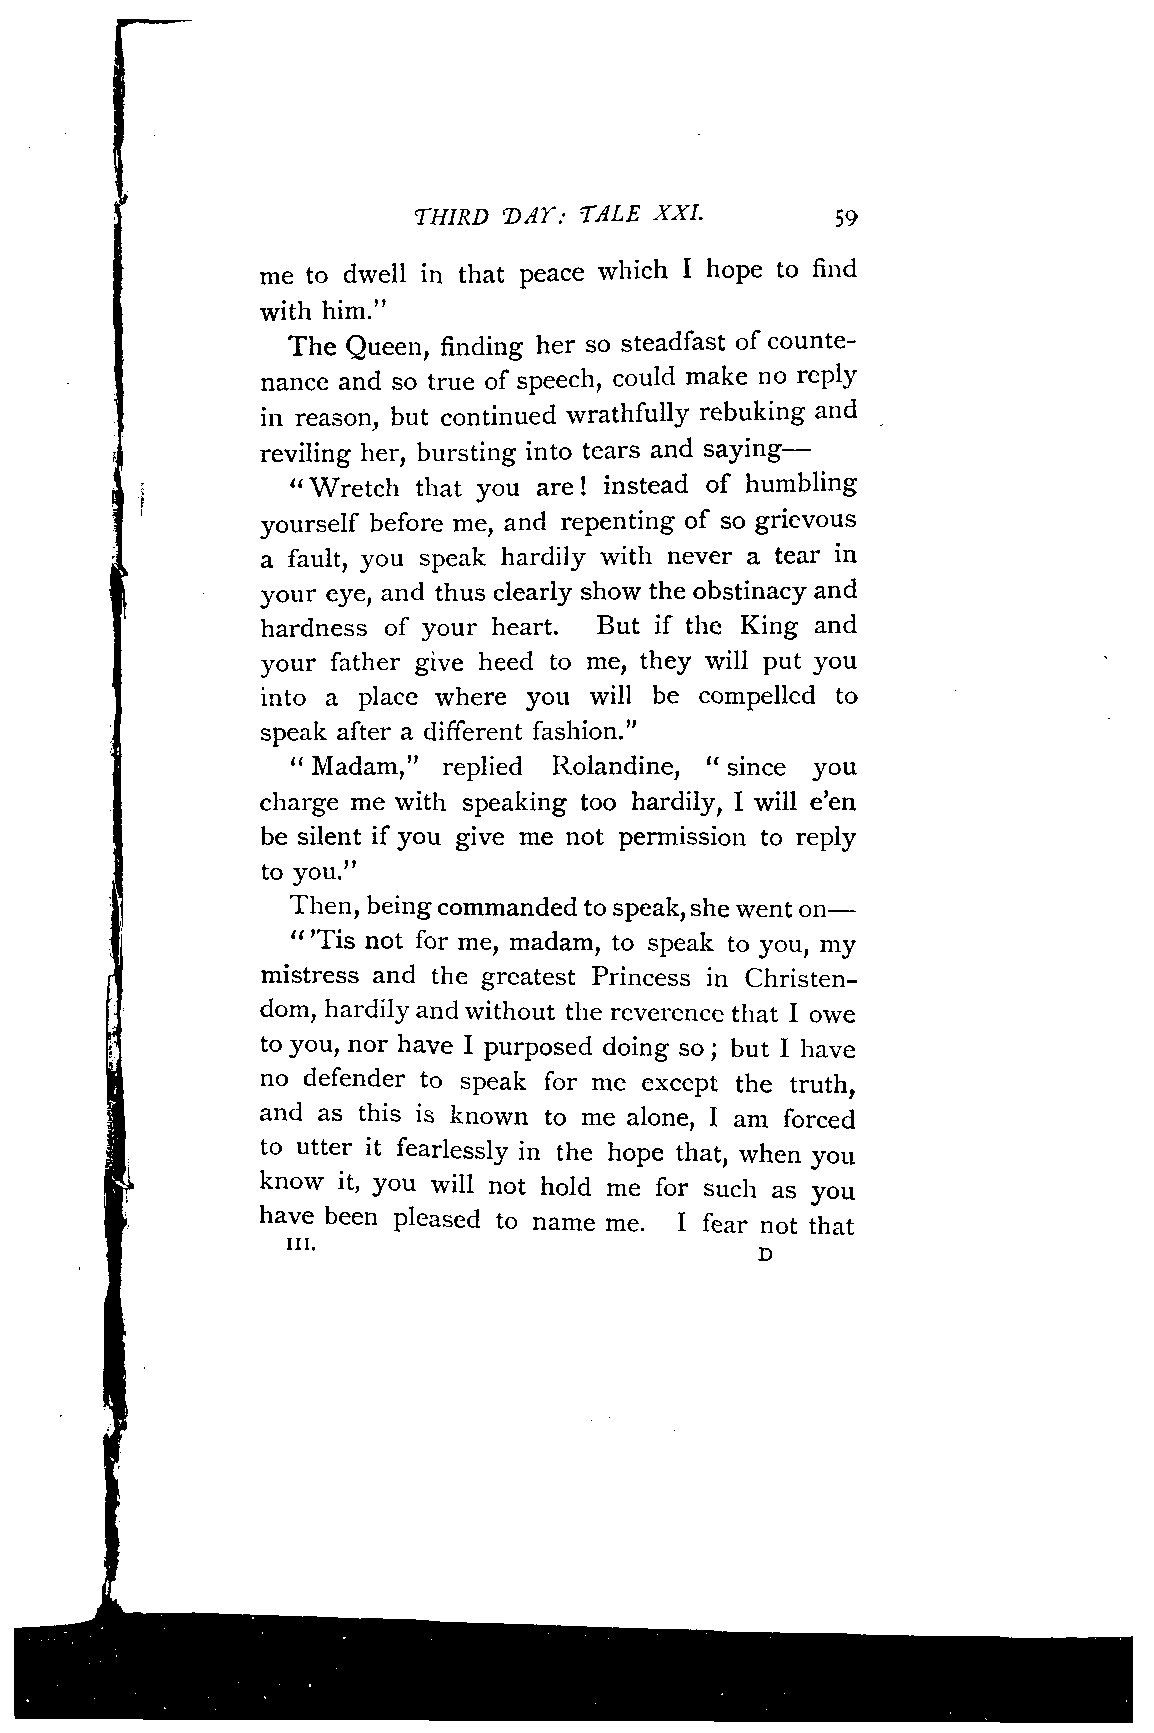 THIRD DAY: TALE XXI. 59
me to dwell in that peace which I hope to find
with him."
The Queen, finding her so steadfast of counte-
nance and so true of speech, could make no reply
in reason, but continued wrathfully rebuking and
reviling her, bursting into tears and saying—
"Wretch that you are! instead of humbling
yourself before me, and repenting of so grievous
a fault, you speak hardily with never a tear in
your eye, and thus clearly show the obstinacy and
hardness of your heart. But if the King and
your father give heed to me, they will put you
into a place where you will be compelled to
speak after a different fashion."
"Madam," replied Rolandine, "since you
charge me with speaking too hardily, I will e'en
be silent if you give me not permission to reply
to you."
Then, being commanded to speak, she went on—
"'Tis not for me, madam, to speak to you, my
mistress and the greatest Princess in Christen-
dom, hardily and without the reverence that I owe
to you, nor have I purposed doing so; but I have
no defender to speak for me except the truth,
and as this is known to me alone, I am forced
to utter it fearlessly in the hope that, when you
know it, you will not hold me for such as you
have been pleased to name me. I fear not that
III. D